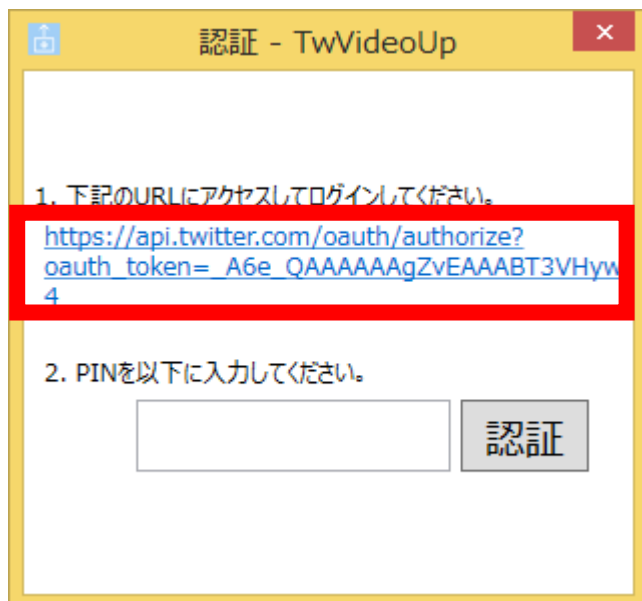 認証 - TwVideoUp
1. 下記のURLにアクセスしてログインしてください。
https://api.twitter.com/oauth/authorize?
oauth_token=_A6e_QAAAAAAgZvEAAABT3VHyw
4
2. PINを以下に入力してください。
認証